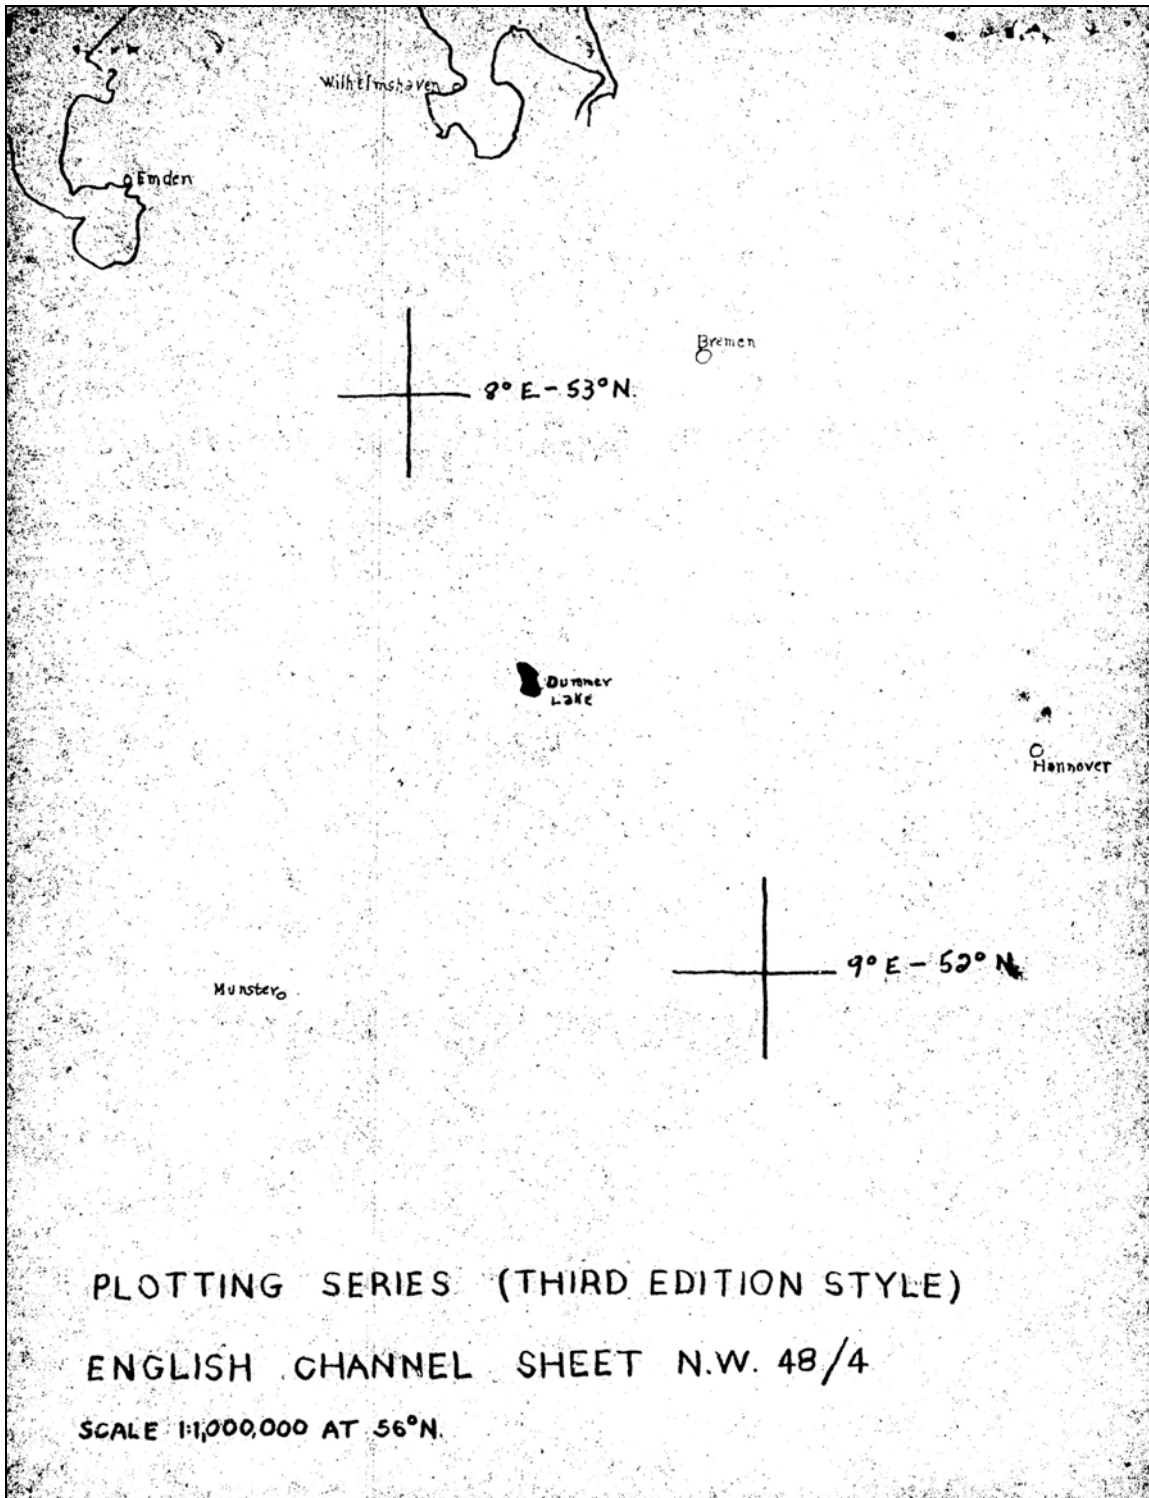 Wilhelmshaven
Emden
Bremen
8° E - 53° N.
Dummer
Lake
Hannover
9° E - 52° N
Munster
PLOTTING SERIES (THIRD EDITION STYLE)
ENGLISH CHANNEL SHEET N.W. 48/4
SCALE 1:1,000,000 AT 56° N.